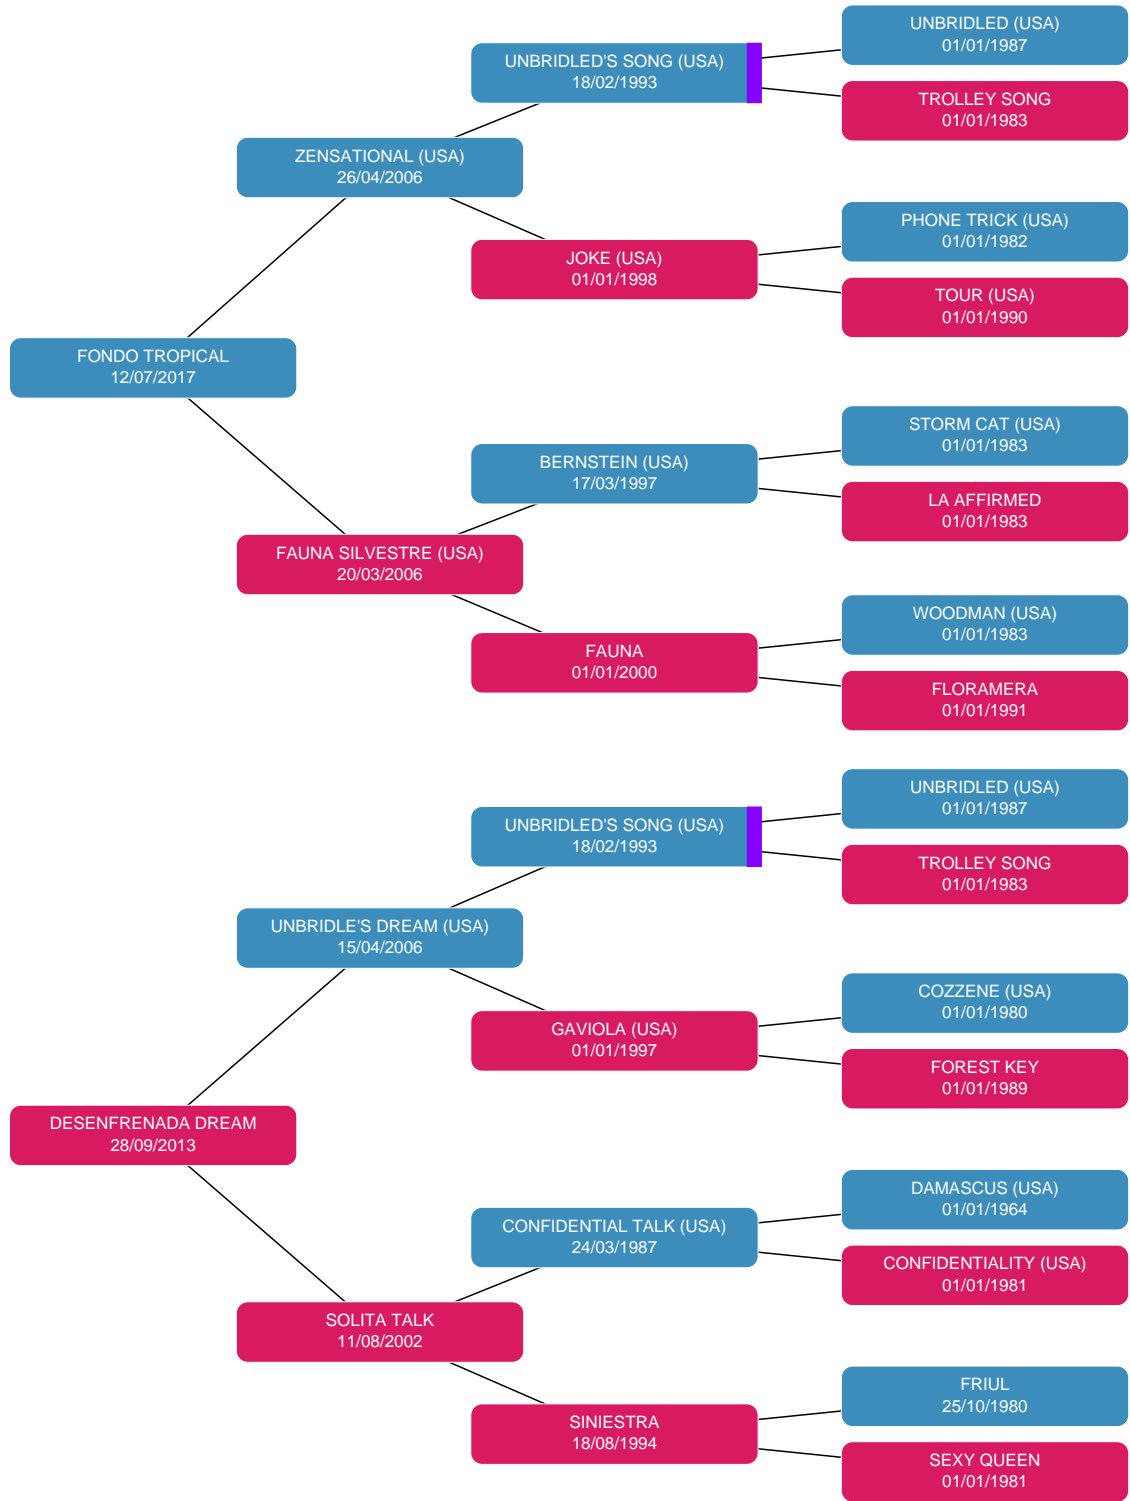 UNBRIDLED (USA)
01/01/1987
UNBRIDLED'S SONG (USA)
18/02/1993
TROLLEY SONG
01/01/1983
ZENSATIONAL (USA)
26/04/2006
PHONE TRICK (USA)
01/01/1982
JOKE (USA)
01/01/1998
TOUR (USA)
01/01/1990
FONDO TROPICAL
12/07/2017
STORM CAT (USA)
01/01/1983
BERNSTEIN (USA)
17/03/1997
LA AFFIRMED
01/01/1983
FAUNA SILVESTRE (USA)
20/03/2006
WOODMAN (USA)
01/01/1983
FAUNA
01/01/2000
FLORAMERA
01/01/1991
UNBRIDLED (USA)
01/01/1987
UNBRIDLED'S SONG (USA)
18/02/1993
TROLLEY SONG
01/01/1983
UNBRIDLE'S DREAM (USA)
15/04/2006
COZZENE (USA)
01/01/1980
GAVIOLA (USA)
01/01/1997
FOREST KEY
01/01/1989
DESENFRENADA DREAM
28/09/2013
DAMASCUS (USA)
01/01/1964
CONFIDENTIAL TALK (USA)
24/03/1987
CONFIDENTIALITY (USA)
01/01/1981
SOLITA TALK
11/08/2002
FRIUL
25/10/1980
SINIESTRA
18/08/1994
SEXY QUEEN
01/01/1981